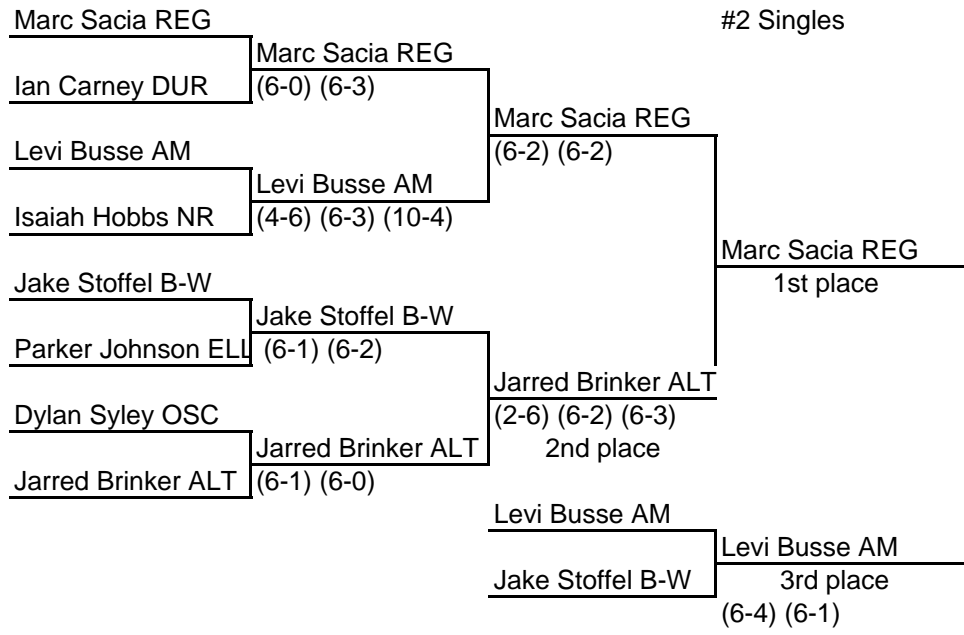 Marc Sacia REG
#2 Singles
Marc Sacia REG
Ian Carney DUR
(6-0) (6-3)
Marc Sacia REG
Levi Busse AM
(6-2) (6-2)
Levi Busse AM
Isaiah Hobbs NR
(4-6) (6-3) (10-4)
Marc Sacia REG
Jake Stoffel B-W
1st place
Jake Stoffel B-W
Parker Johnson ELL
(6-1) (6-2)
Jarred Brinker ALT
Dylan Syley OSC
(2-6) (6-2) (6-3)
Jarred Brinker ALT
2nd place
Jarred Brinker ALT
(6-1) (6-0)
Levi Busse AM
Levi Busse AM
Jake Stoffel B-W
3rd place
(6-4) (6-1)